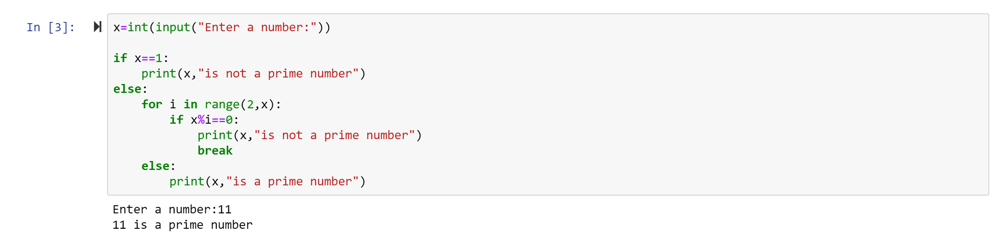 In [3]:
x=int(input("Enter a number:"))
if x==1:
    print(x,"is not a prime number")
else:
    for i in range(2,x):
        if x%i==0:
            print(x,"is not a prime number")
            break
    else:
        print(x,"is a prime number")
Enter a number:11
11 is a prime number